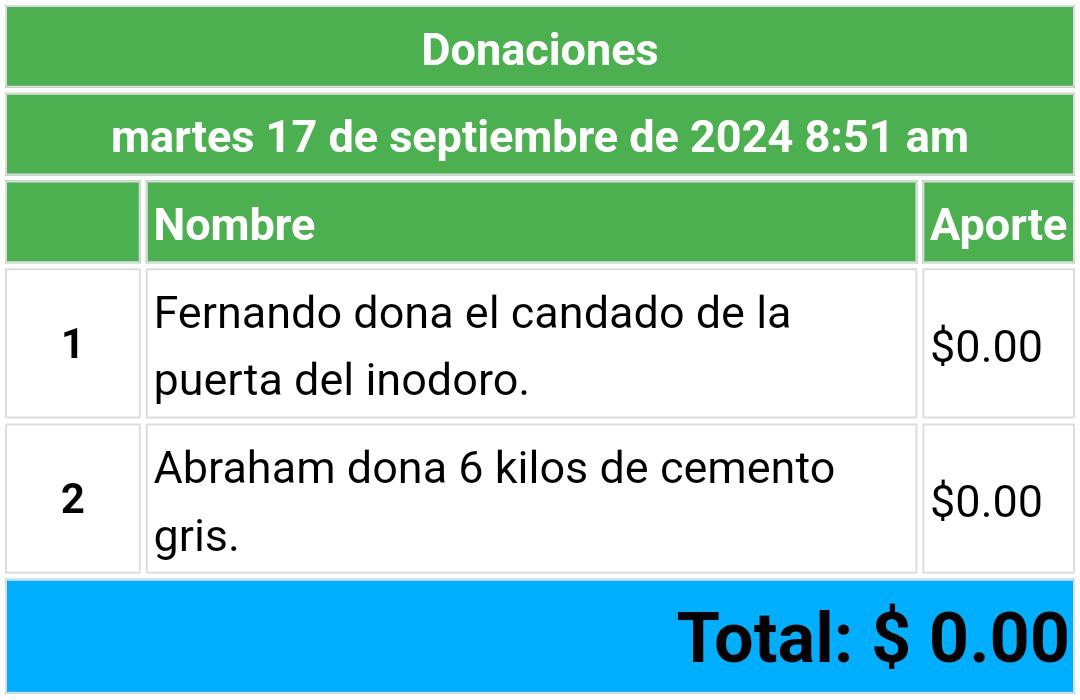 Donaciones
martes 17 de septiembre de 2024 8:51 am
Nombre Aporte
1 Fernando dona el candado de la
puerta del inodoro. $0.00
2 Abraham dona 6 kilos de cemento
gris. $0.00
Total: $ 0.00